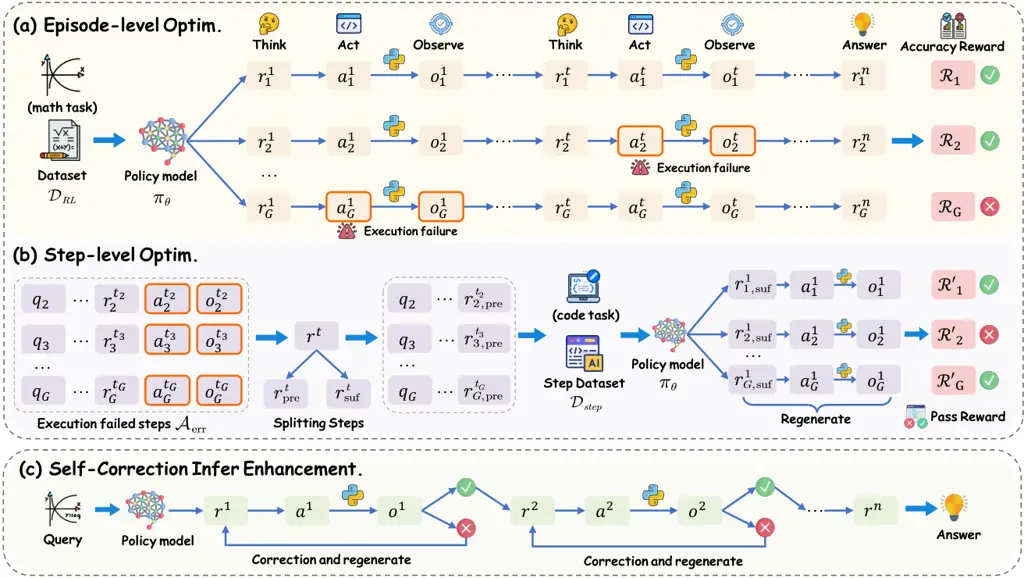 (a) Episode-level Optim.
Think Act Observe Think Act Observe Answer Accuracy Reward
(math task)
Dataset
𝒟_RL
Policy model
π_θ
r_1^1 a_1^1 o_1^1 ... r_1^t a_1^t o_1^t ... r_1^n ℛ_1
r_2^1 a_2^1 o_2^1 ... r_2^t a_2^t o_2^t ... r_2^n ℛ_2
Execution failure
...
r_G^1 a_G^1 o_G^1 ... r_G^t a_G^t o_G^t ... r_G^n ℛ_G
Execution failure
(b) Step-level Optim.
q_2 ... r_2^{t_2} a_2^{t_2} o_2^{t_2}
q_3 ... r_3^{t_3} a_3^{t_3} o_3^{t_3}
...
q_G ... r_G^{t_G} a_G^{t_G} o_G^{t_G}
Execution failed steps 𝒜_err
r^t
r_pre^t r_suf^t
Splitting Steps
q_2 ... r_{2,pre}^{t_2}
q_3 ... r_{3,pre}^{t_3}
...
q_G ... r_{G,pre}^{t_G}
(code task)
Step Dataset
𝒟_step
Policy model
π_θ
r_{1,suf}^1 a_1^1 o_1^1 ℛ'_1
r_{2,suf}^1 a_2^1 o_2^1 ℛ'_2
...
r_{G,suf}^1 a_G^1 o_G^1 ℛ'_G
Regenerate
Pass Reward
(c) Self-Correction Infer Enhancement.
Query
Policy model
r^1 a^1 o^1 r^2 a^2 o^2 ... r^n
Correction and regenerate
Correction and regenerate
Answer